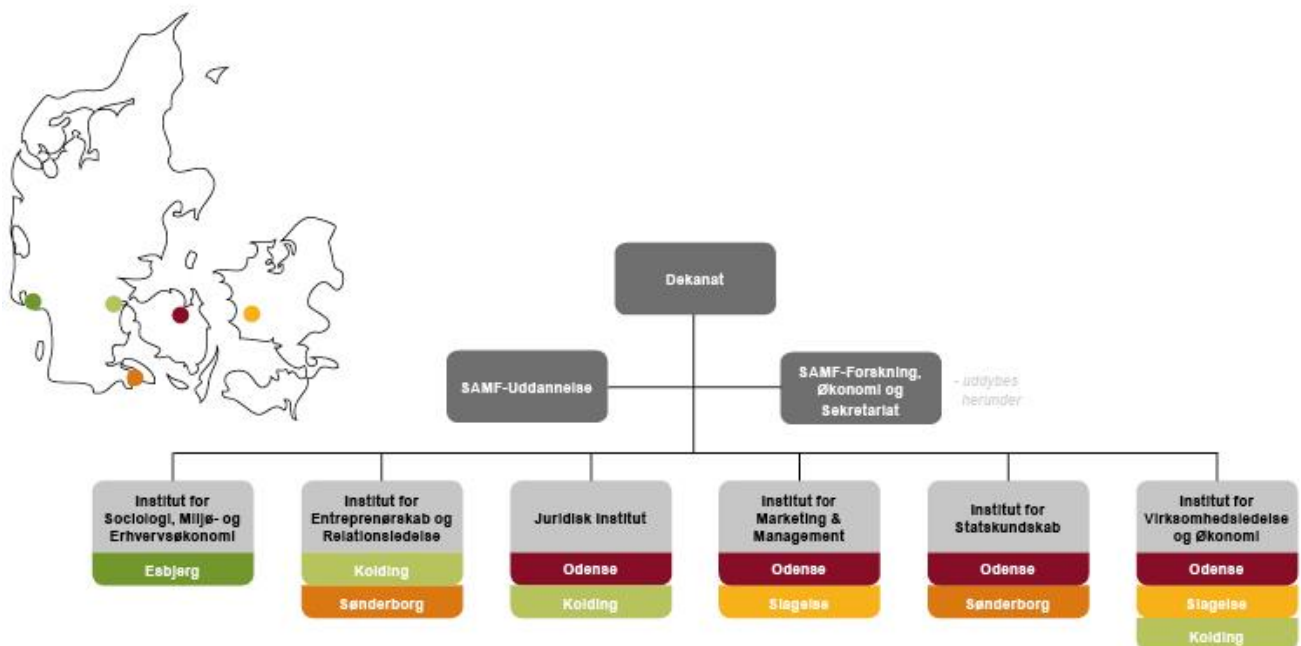 Dekanat
SAMF-Uddannelse
SAMF-Forskning,
Økonomi og
Sekretariat
- uddybes
herunder
Institut for
Sociologi, Miljø- og
Erhvervsøkonomi
Esbjerg
Institut for
Entreprenørskab og
Relationsledelse
Kolding
Sønderborg
Juridisk Institut
Odense
Kolding
Institut for
Marketing &
Management
Odense
Slagelse
Institut for
Statskundskab
Odense
Sønderborg
Institut for
Virksomhedsledelse
og Økonomi
Odense
Slagelse
Kolding